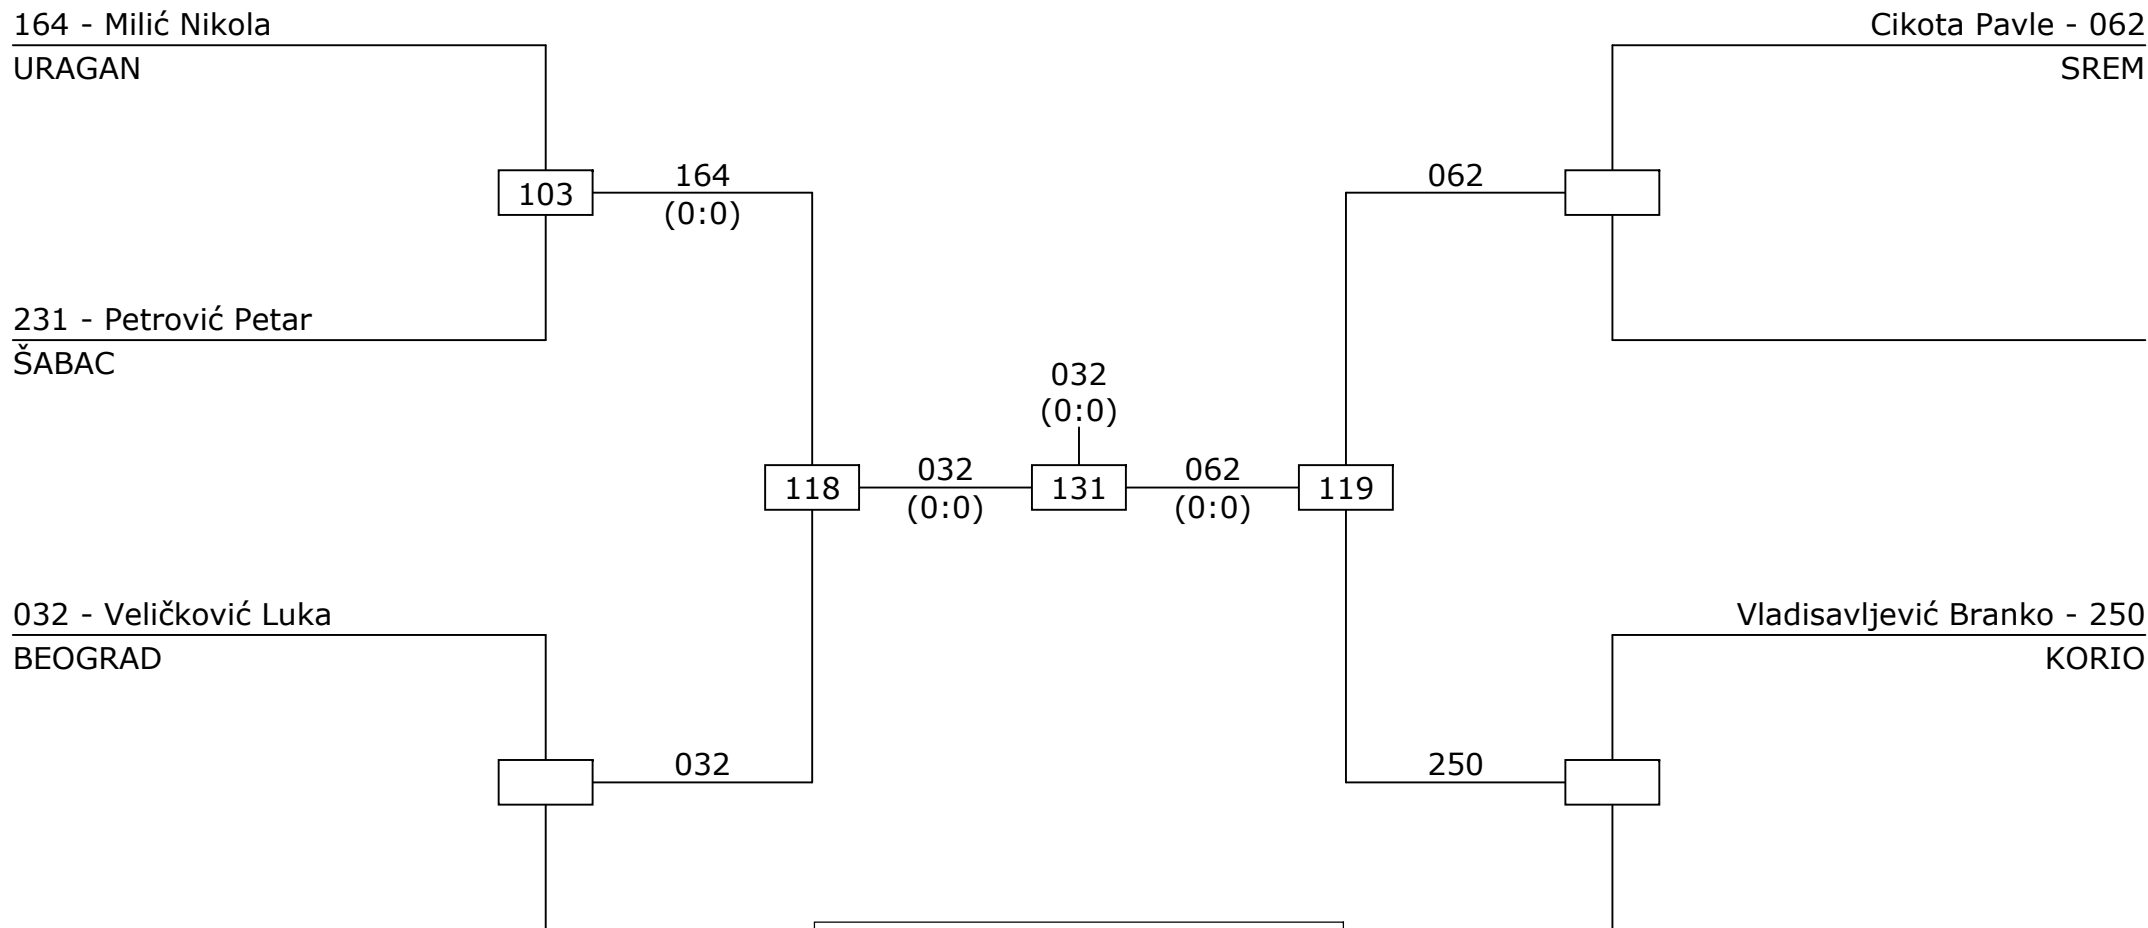 164 - Milić Nikola
URAGAN
Cikota Pavle - 062
SREM
103
164
(0:0)
062
231 - Petrović Petar
ŠABAC
032
(0:0)
118
032
(0:0)
131
062
(0:0)
119
032 - Veličković Luka
BEOGRAD
Vladisavljević Branko - 250
KORIO
032
250